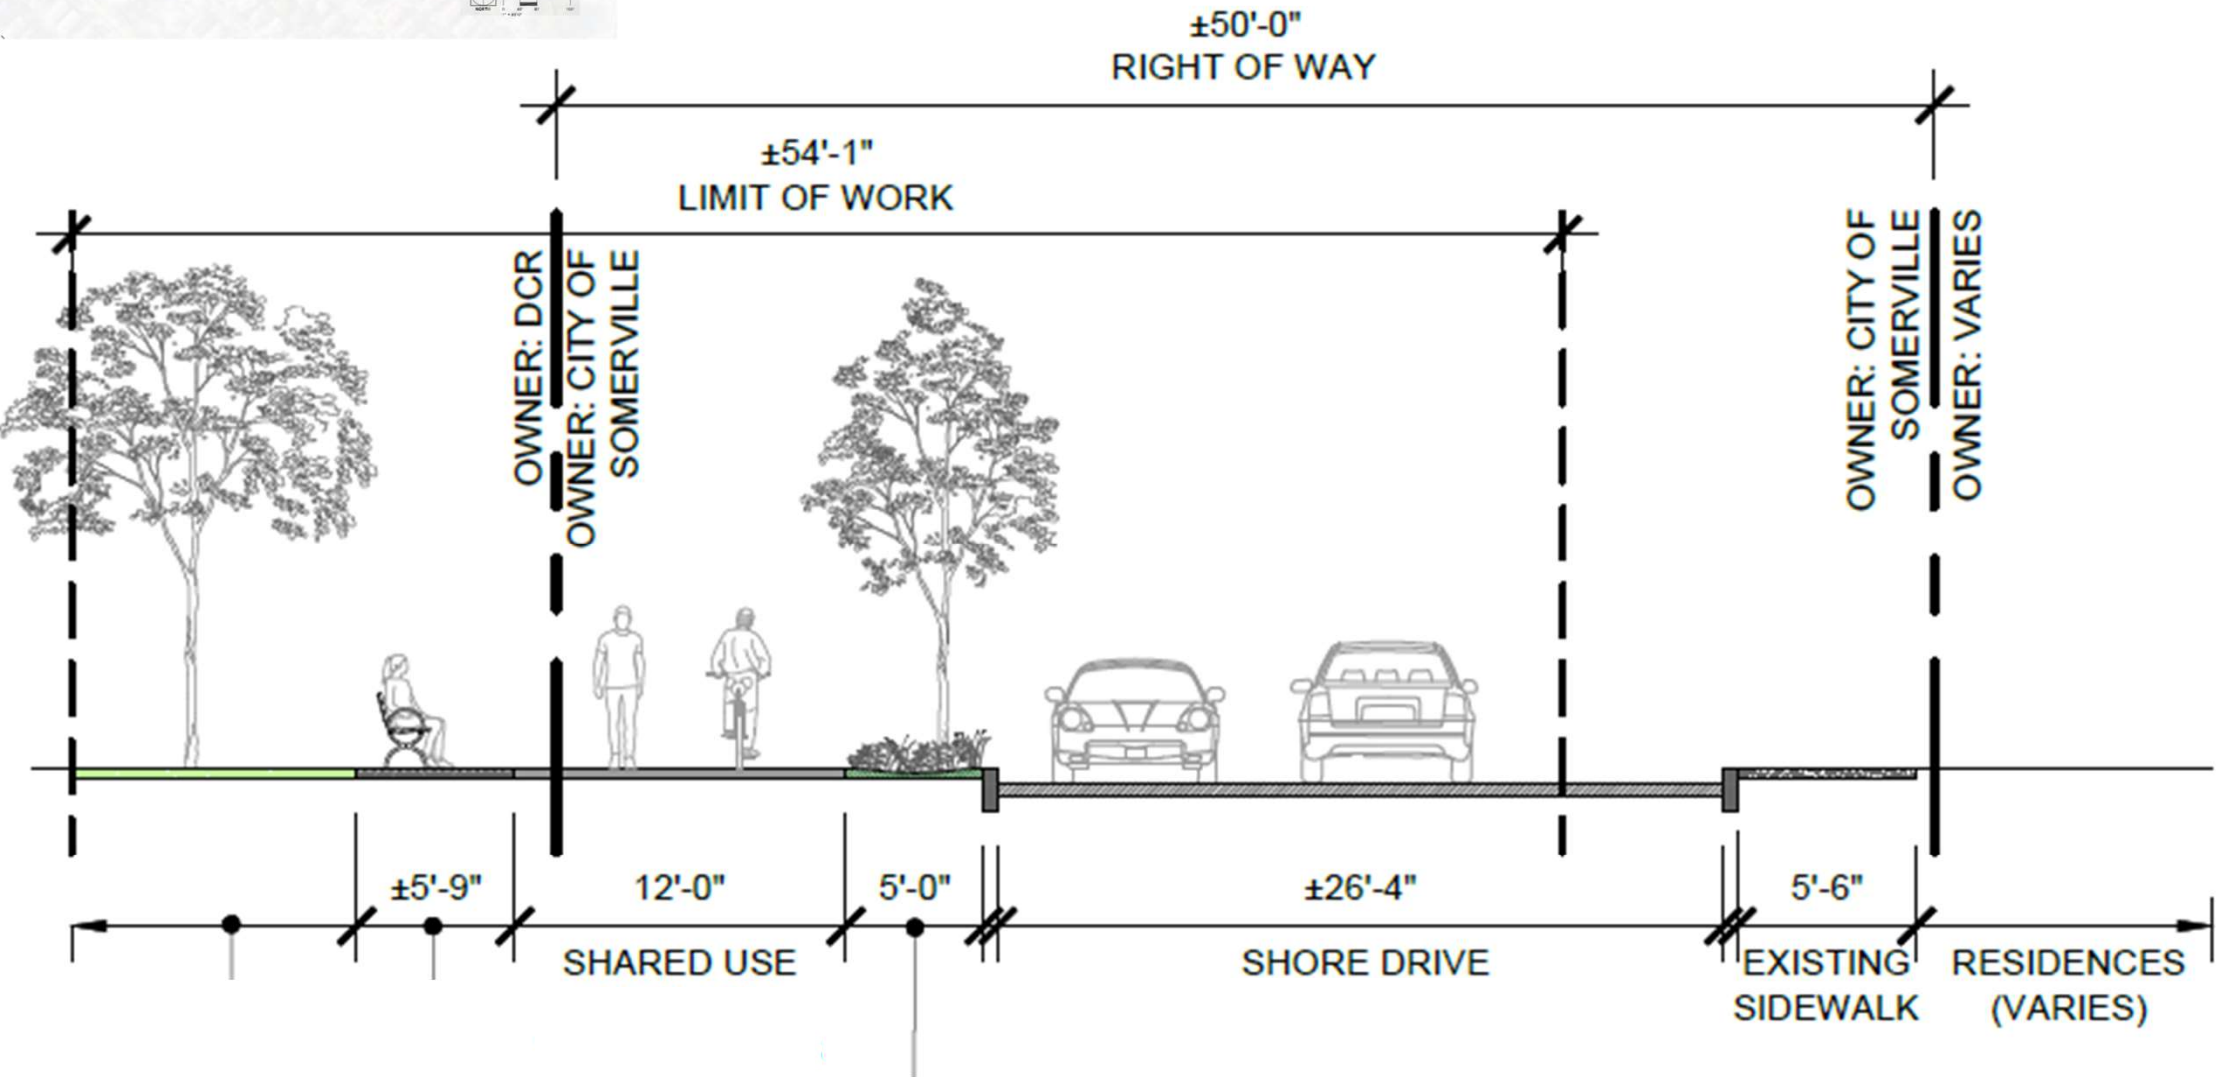 NORTH
±50'-0"
RIGHT OF WAY
±54'-1"
LIMIT OF WORK
OWNER: DCR
OWNER: CITY OF
SOMERVILLE
OWNER: CITY OF
SOMERVILLE
OWNER: VARIES
±5'-9"
12'-0"
5'-0"
±26'-4"
5'-6"
SHARED USE
SHORE DRIVE
EXISTING
SIDEWALK
RESIDENCES
(VARIES)